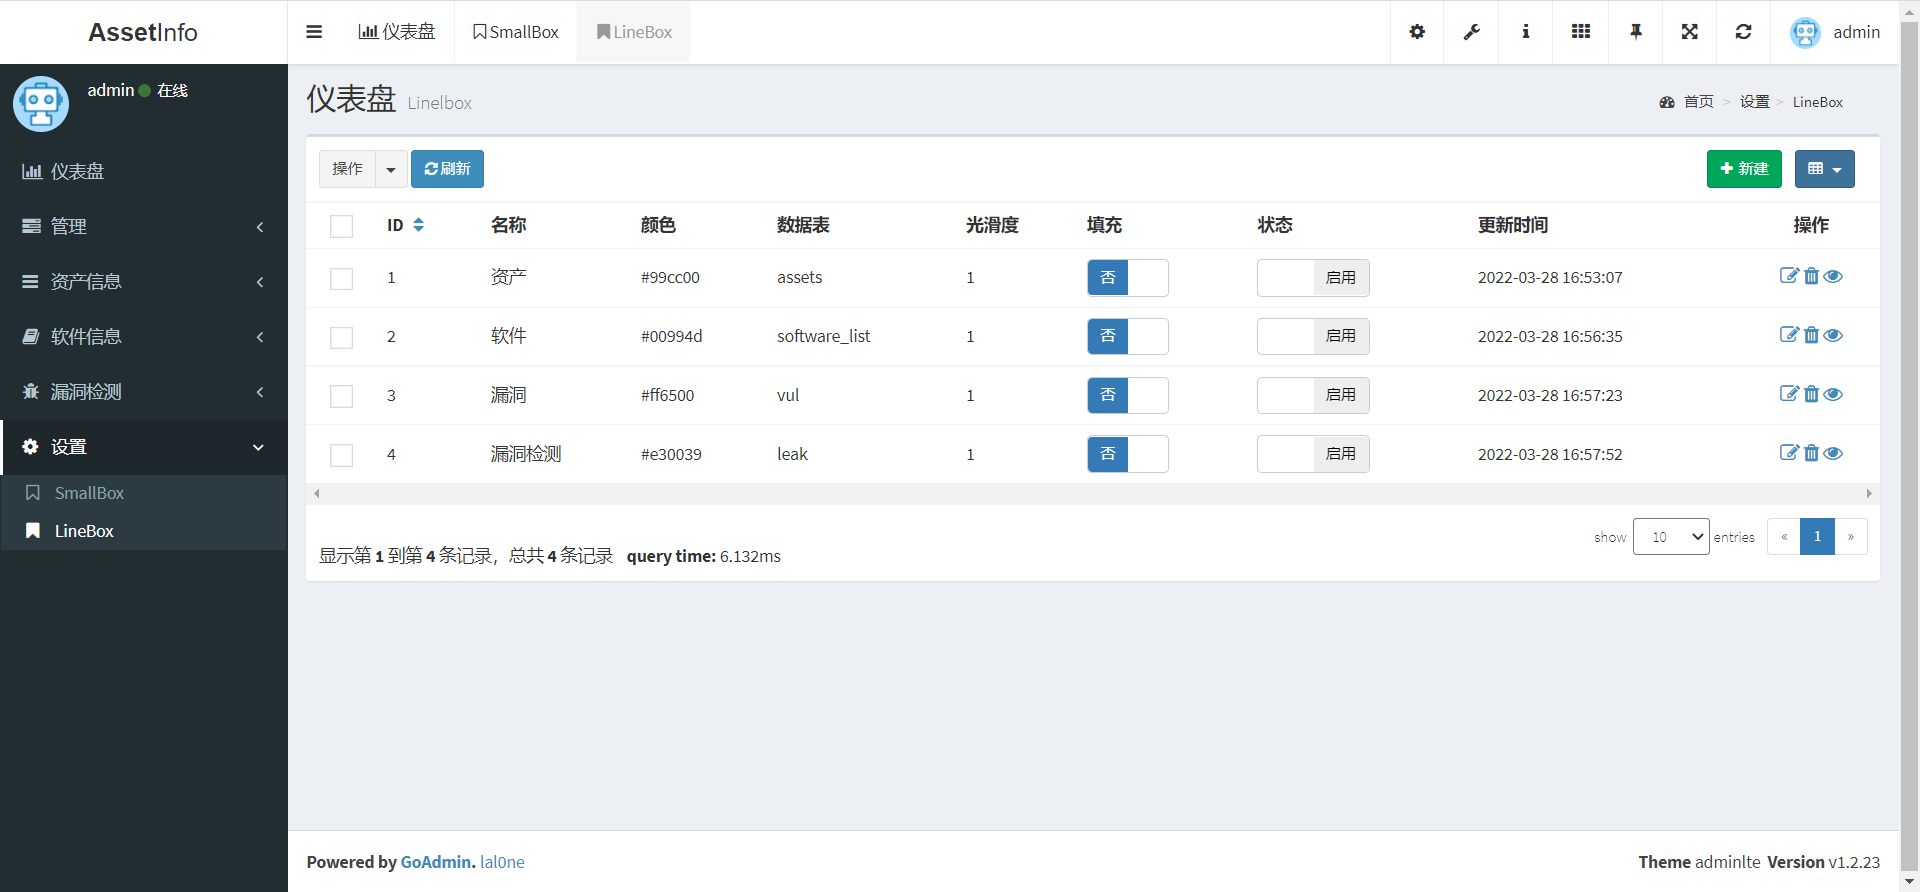 AssetInfo
仪表盘
SmallBox
LineBox
admin
admin 在线
仪表盘
管理
资产信息
软件信息
漏洞检测
设置
SmallBox
LineBox
仪表盘 Linelbox
首页 > 设置 > LineBox
操作
刷新
新建
ID 名称 颜色 数据表 光滑度 填充 状态 更新时间 操作
1 资产 #99cc00 assets 1 否 启用 2022-03-28 16:53:07
2 软件 #00994d software_list 1 否 启用 2022-03-28 16:56:35
3 漏洞 #ff6500 vul 1 否 启用 2022-03-28 16:57:23
4 漏洞检测 #e30039 leak 1 否 启用 2022-03-28 16:57:52
显示第 1 到第 4 条记录，总共 4 条记录 query time: 6.132ms
show 10 entries « 1 »
Powered by GoAdmin. lal0ne
Theme adminlte Version v1.2.23